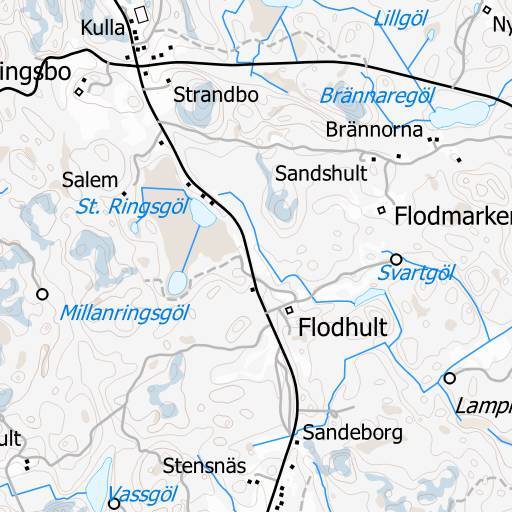 Lillgöl
Kulla
Ny
ingsbo
Strandbo
Brännaregöl
Brännorna
Sandshult
Salem
St. Ringsgöl
Flodmarken
Svartgöl
Millanringsgöl
Flodhult
Lamp
Sandeborg
ult
Stensnäs
Vassgöl